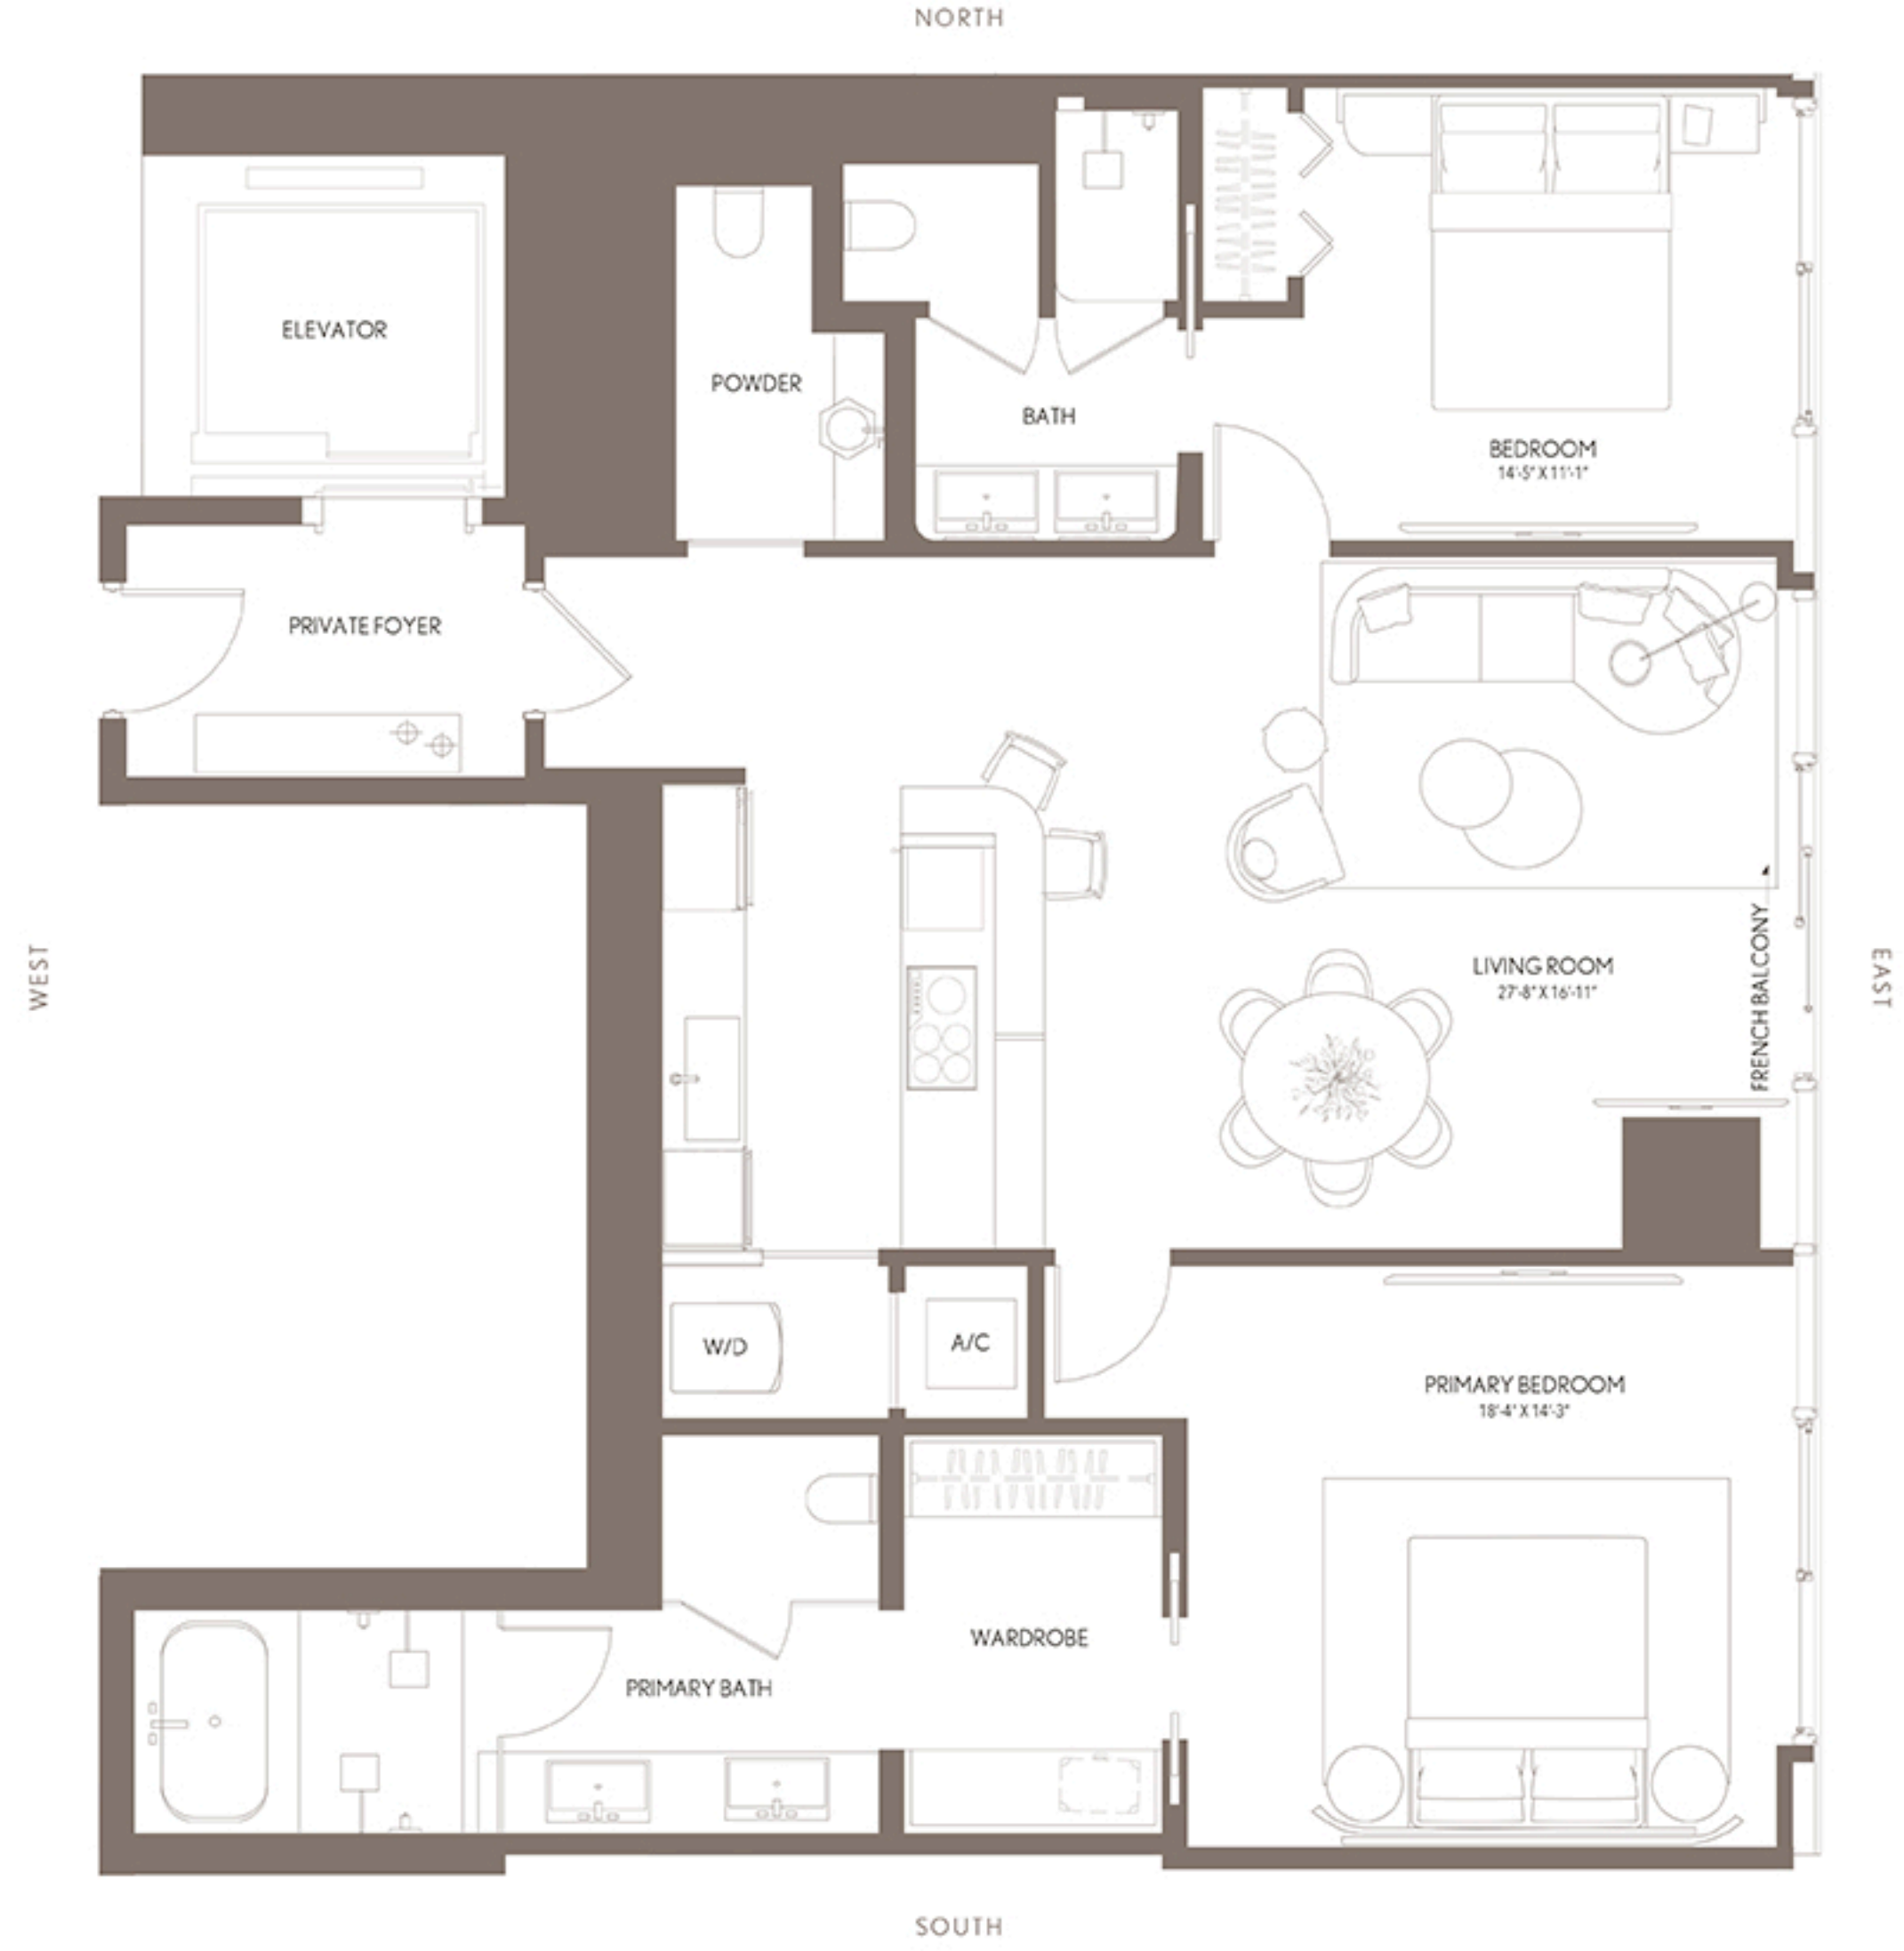 NORTH
ELEVATOR
POWDER
BATH
BEDROOM
14'-5" X 11'-1"
PRIVATE FOYER
WEST
LIVING ROOM
27'-8" X 16'-11"
FRENCH BALCONY
EAST
W/D
A/C
PRIMARY BEDROOM
18'-4" X 14'-3"
WARDROBE
PRIMARY BATH
SOUTH